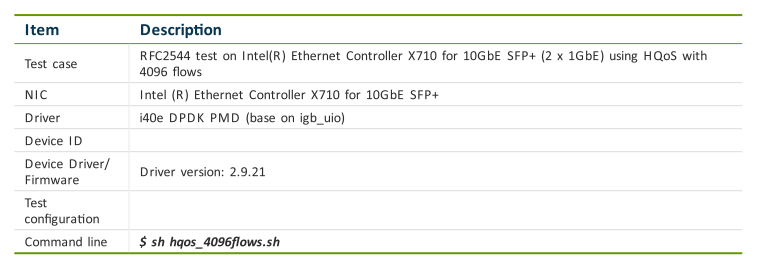 Item Description
Test case RFC2544 test on Intel(R) Ethernet Controller X710 for 10GbE SFP+ (2 x 1GbE) using HQoS with
4096 flows
NIC Intel (R) Ethernet Controller X710 for 10GbE SFP+
Driver i40e DPDK PMD (base on igb_uio)
Device ID
Device Driver/
Firmware Driver version: 2.9.21
Test
configuration
Command line $ sh hqos_4096flows.sh